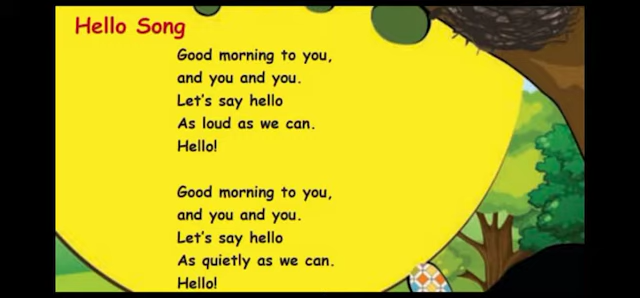 Hello Song
Good morning to you,
and you and you.
Let's say hello
As loud as we can.
Hello!
Good morning to you,
and you and you.
Let's say hello
As quietly as we can.
Hello!